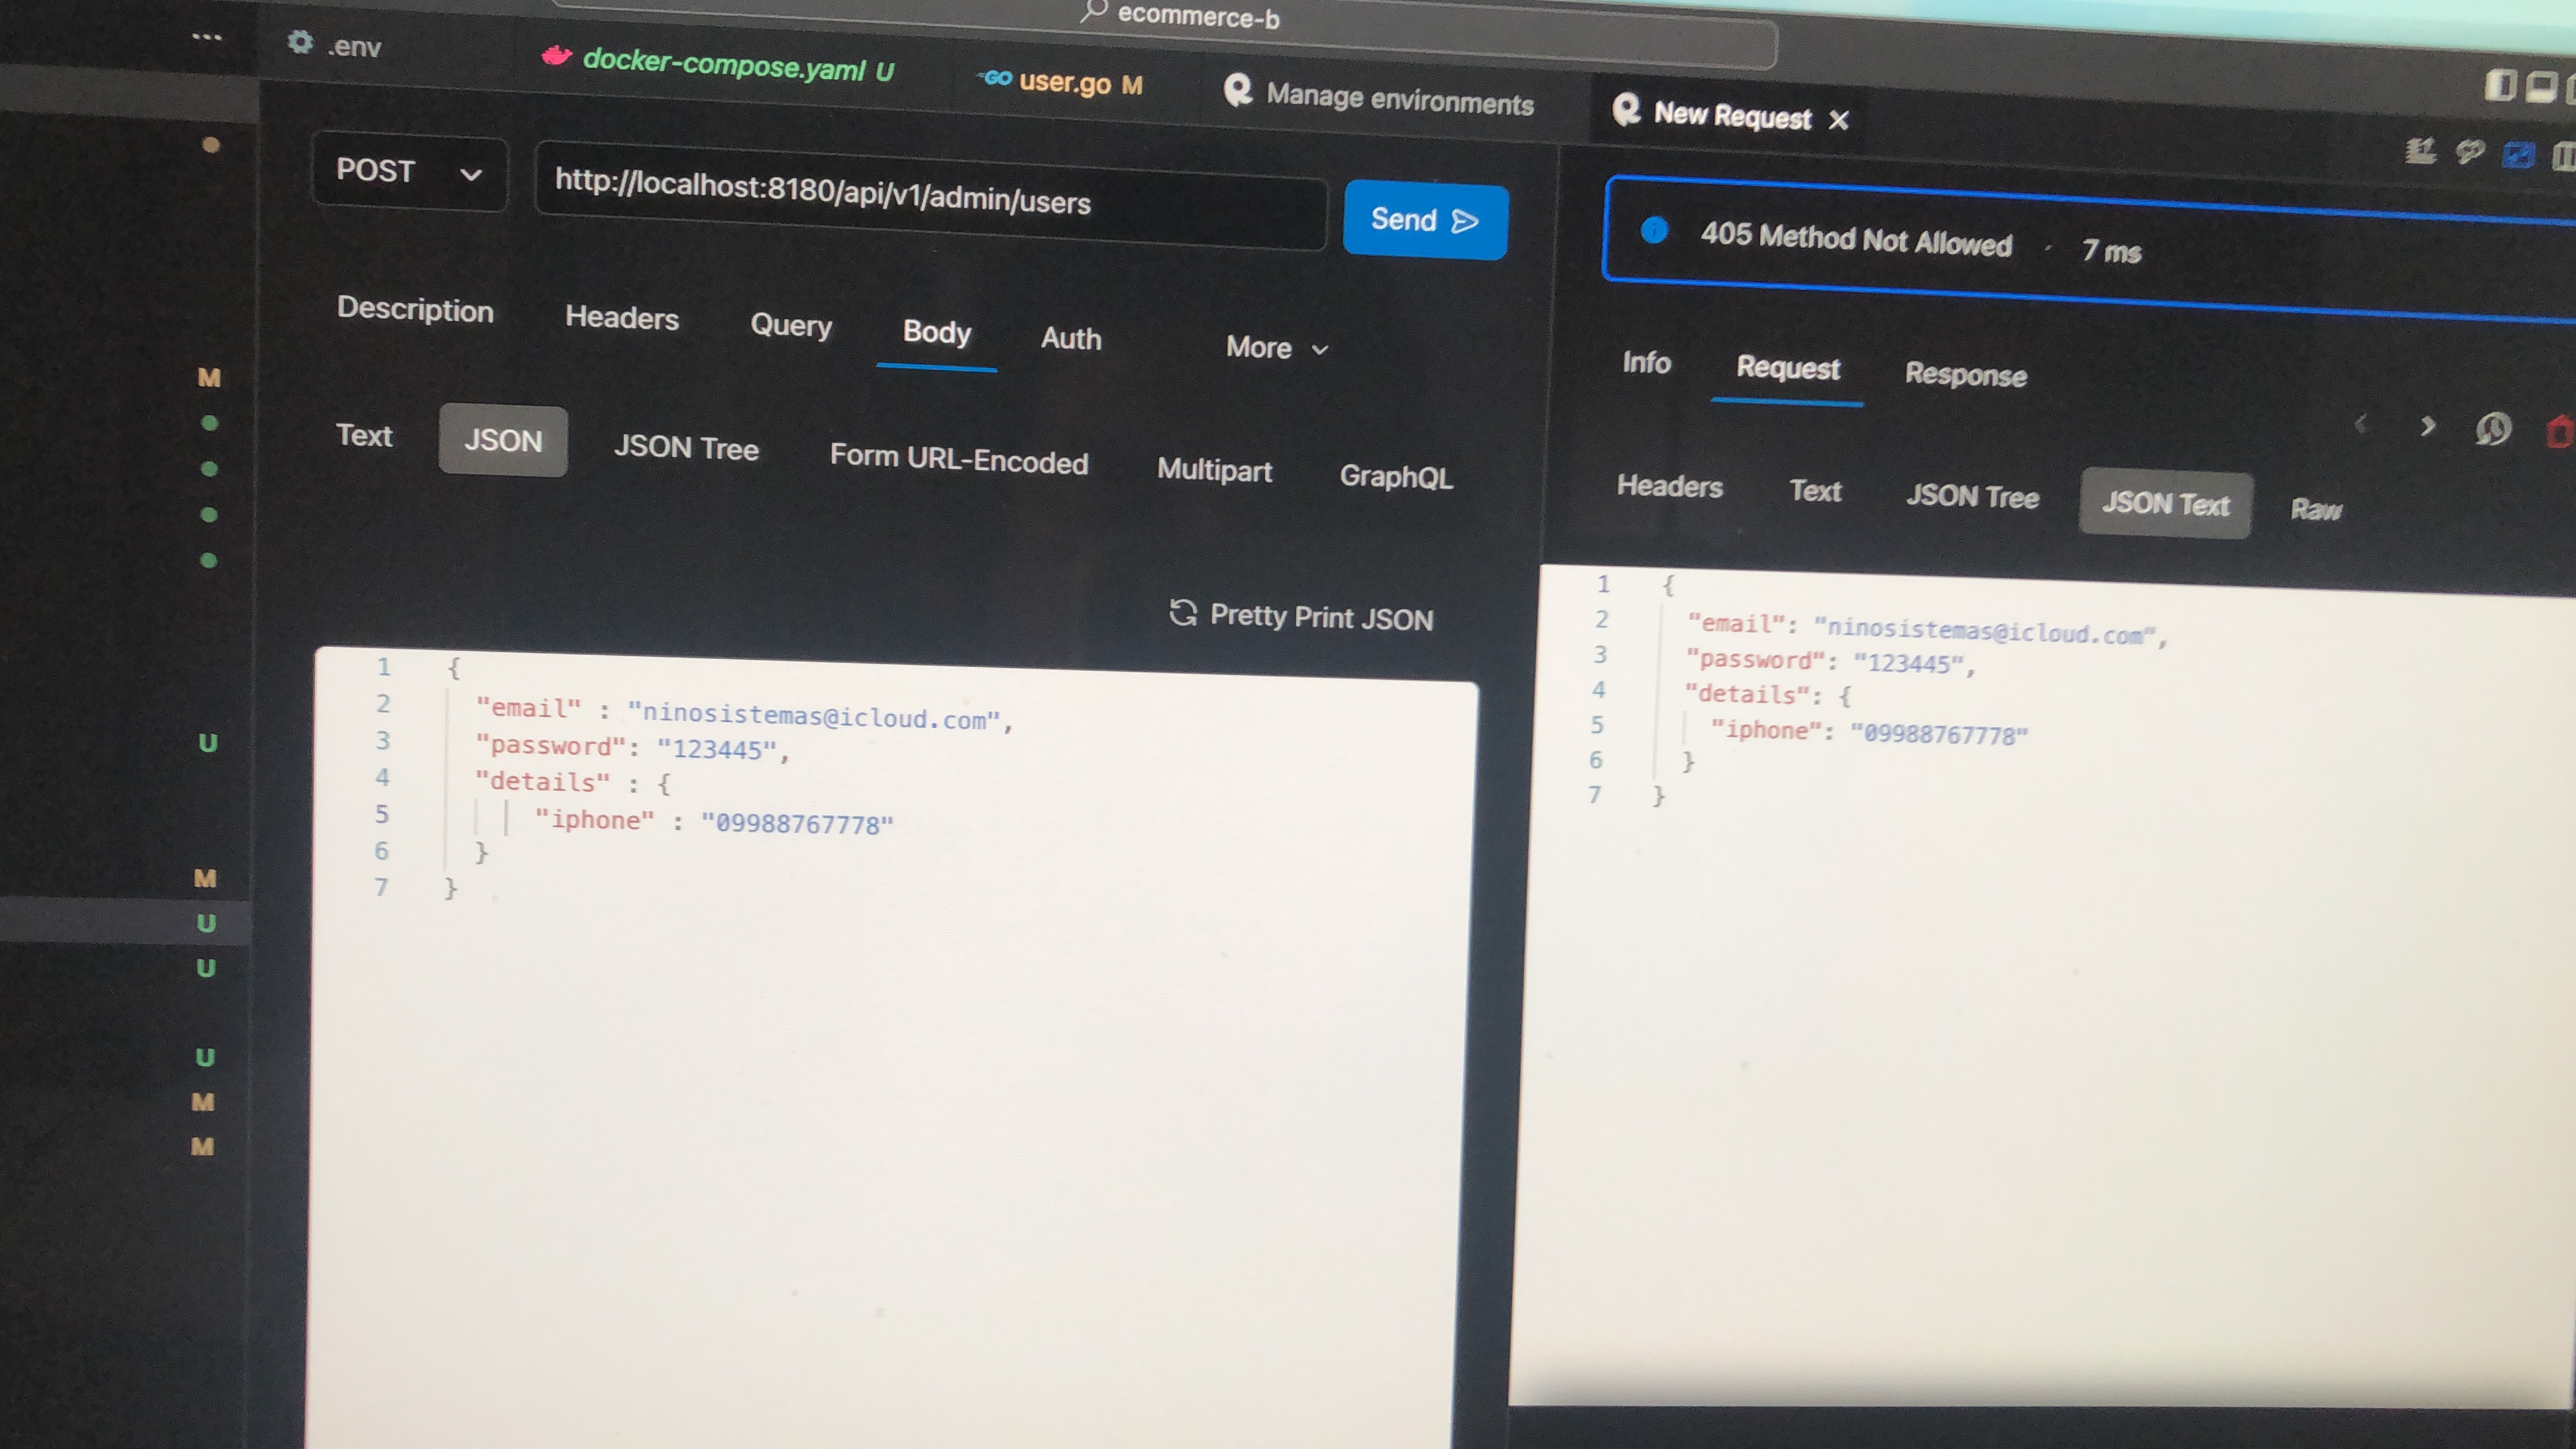 ecommerce-b
... .env docker-compose.yaml U GO user.go M Manage environments New Request
POST http://localhost:8180/api/v1/admin/users Send
405 Method Not Allowed · 7 ms
Description Headers Query Body Auth More
Info Request Response
Text JSON JSON Tree Form URL-Encoded Multipart GraphQL
Headers Text JSON Tree JSON Text Raw
Pretty Print JSON
1 {
2 "email" : "ninosistemas@icloud.com",
3 "password": "123445",
4 "details" : {
5 "iphone" : "09988767778"
6 }
7 }
1 {
2 "email": "ninosistemas@icloud.com",
3 "password": "123445",
4 "details": {
5 "iphone": "09988767778"
6 }
7 }
M
U
M
U
U
U
M
M